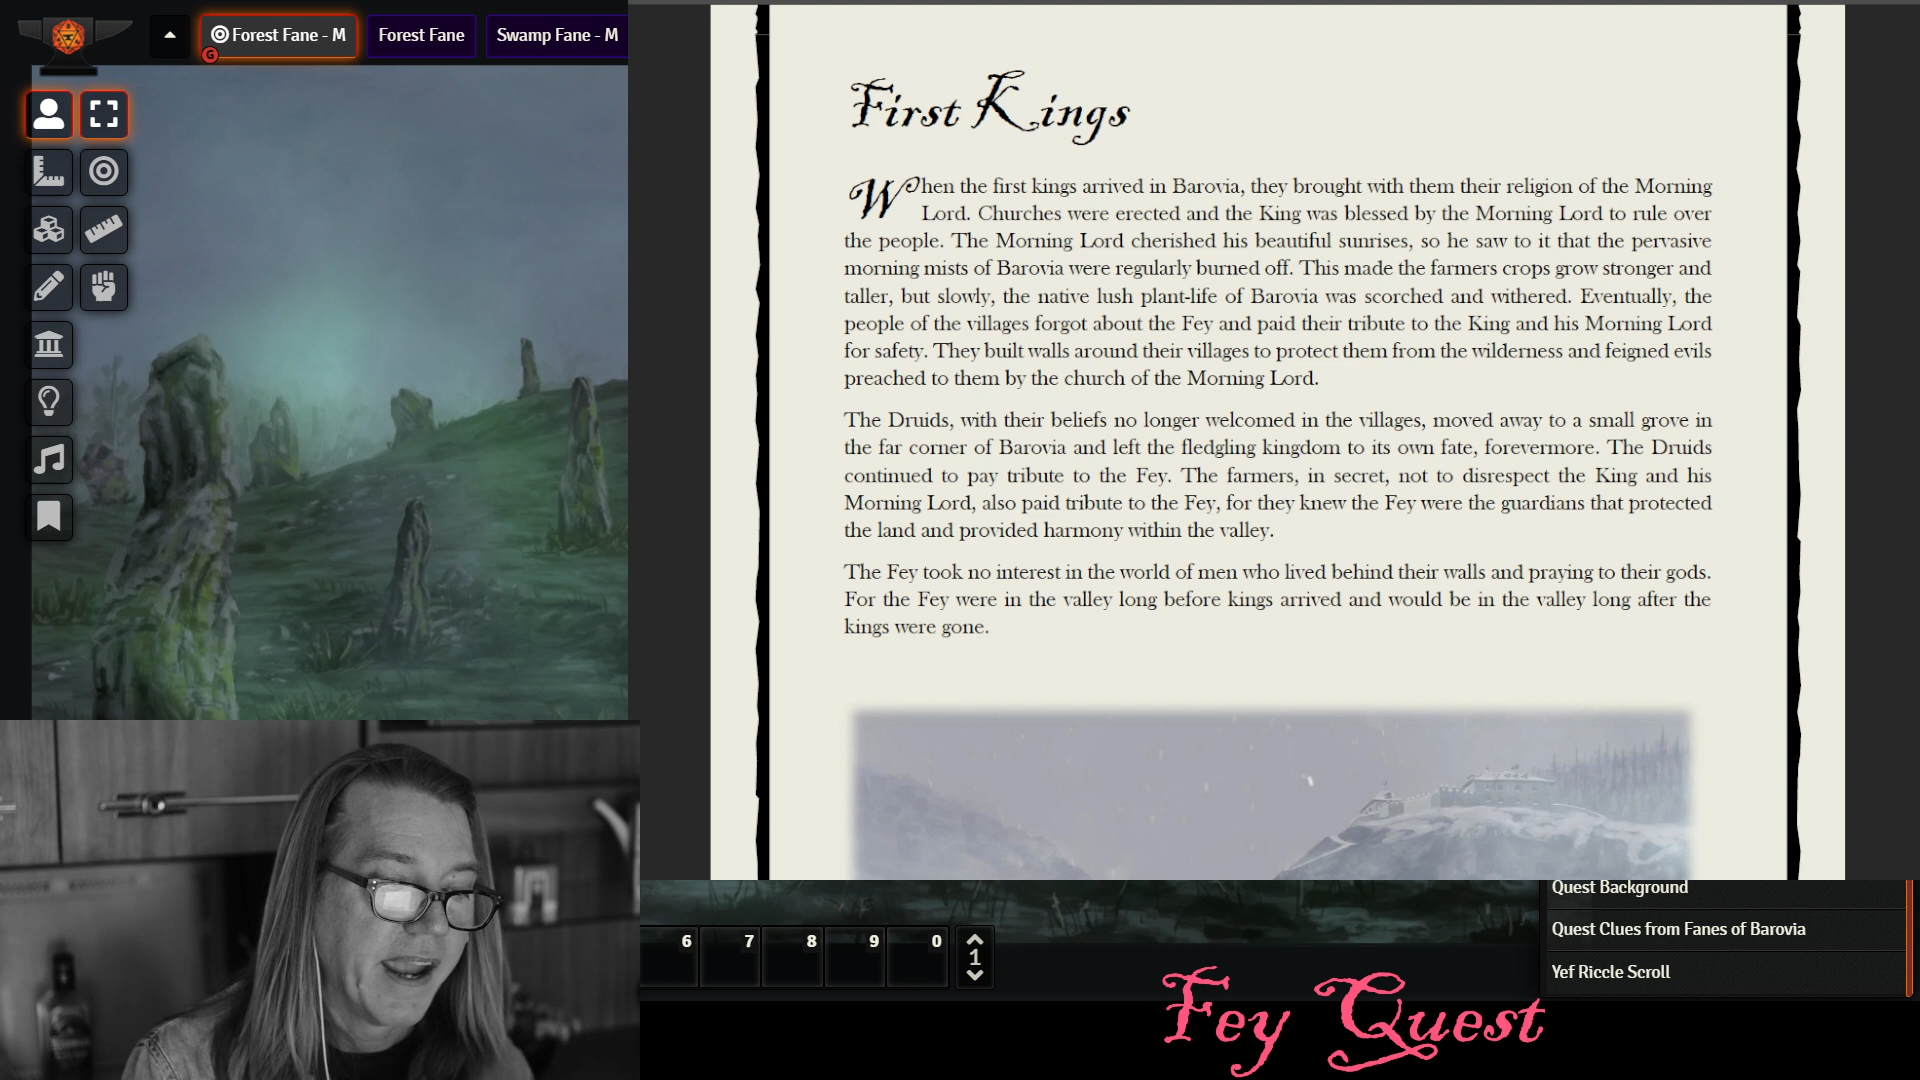 Forest Fane - M
Forest Fane
Swamp Fane - M
G
First Kings
When the first kings arrived in Barovia, they brought with them their religion of the Morning
Lord. Churches were erected and the King was blessed by the Morning Lord to rule over
the people. The Morning Lord cherished his beautiful sunrises, so he saw to it that the pervasive
morning mists of Barovia were regularly burned off. This made the farmers crops grow stronger and
taller, but slowly, the native lush plant-life of Barovia was scorched and withered. Eventually, the
people of the villages forgot about the Fey and paid their tribute to the King and his Morning Lord
for safety. They built walls around their villages to protect them from the wilderness and feigned evils
preached to them by the church of the Morning Lord.
The Druids, with their beliefs no longer welcomed in the villages, moved away to a small grove in
the far corner of Barovia and left the fledgling kingdom to its own fate, forevermore. The Druids
continued to pay tribute to the Fey. The farmers, in secret, not to disrespect the King and his
Morning Lord, also paid tribute to the Fey, for they knew the Fey were the guardians that protected
the land and provided harmony within the valley.
The Fey took no interest in the world of men who lived behind their walls and praying to their gods.
For the Fey were in the valley long before kings arrived and would be in the valley long after the
kings were gone.
Quest Background
Quest Clues from Fanes of Barovia
Yef Riccle Scroll
6 7 8 9 0
1
Fey Quest